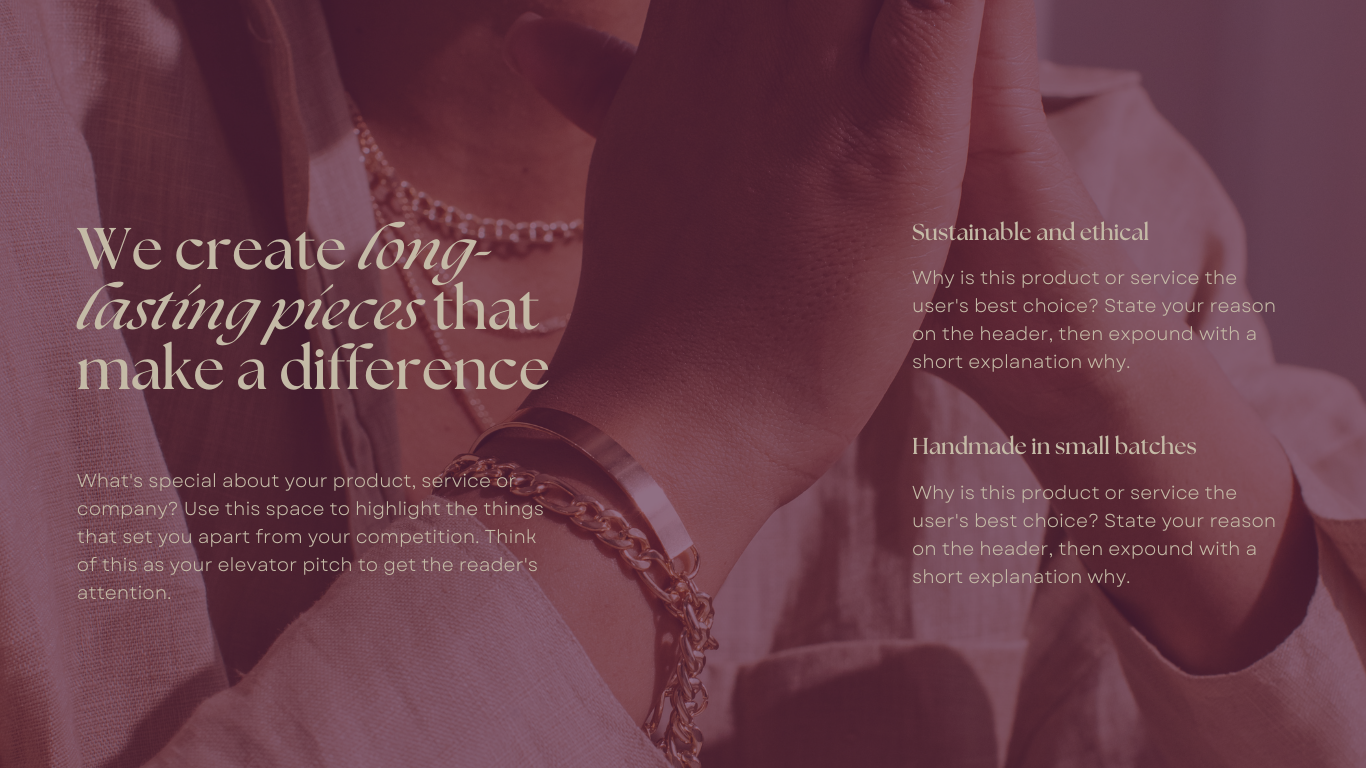 We create long-
lasting pieces that
make a difference
What's special about your product, service or
company? Use this space to highlight the things
that set you apart from your competition. Think
of this as your elevator pitch to get the reader's
attention.
Sustainable and ethical
Why is this product or service the
user's best choice? State your reason
on the header, then expound with a
short explanation why.
Handmade in small batches
Why is this product or service the
user's best choice? State your reason
on the header, then expound with a
short explanation why.